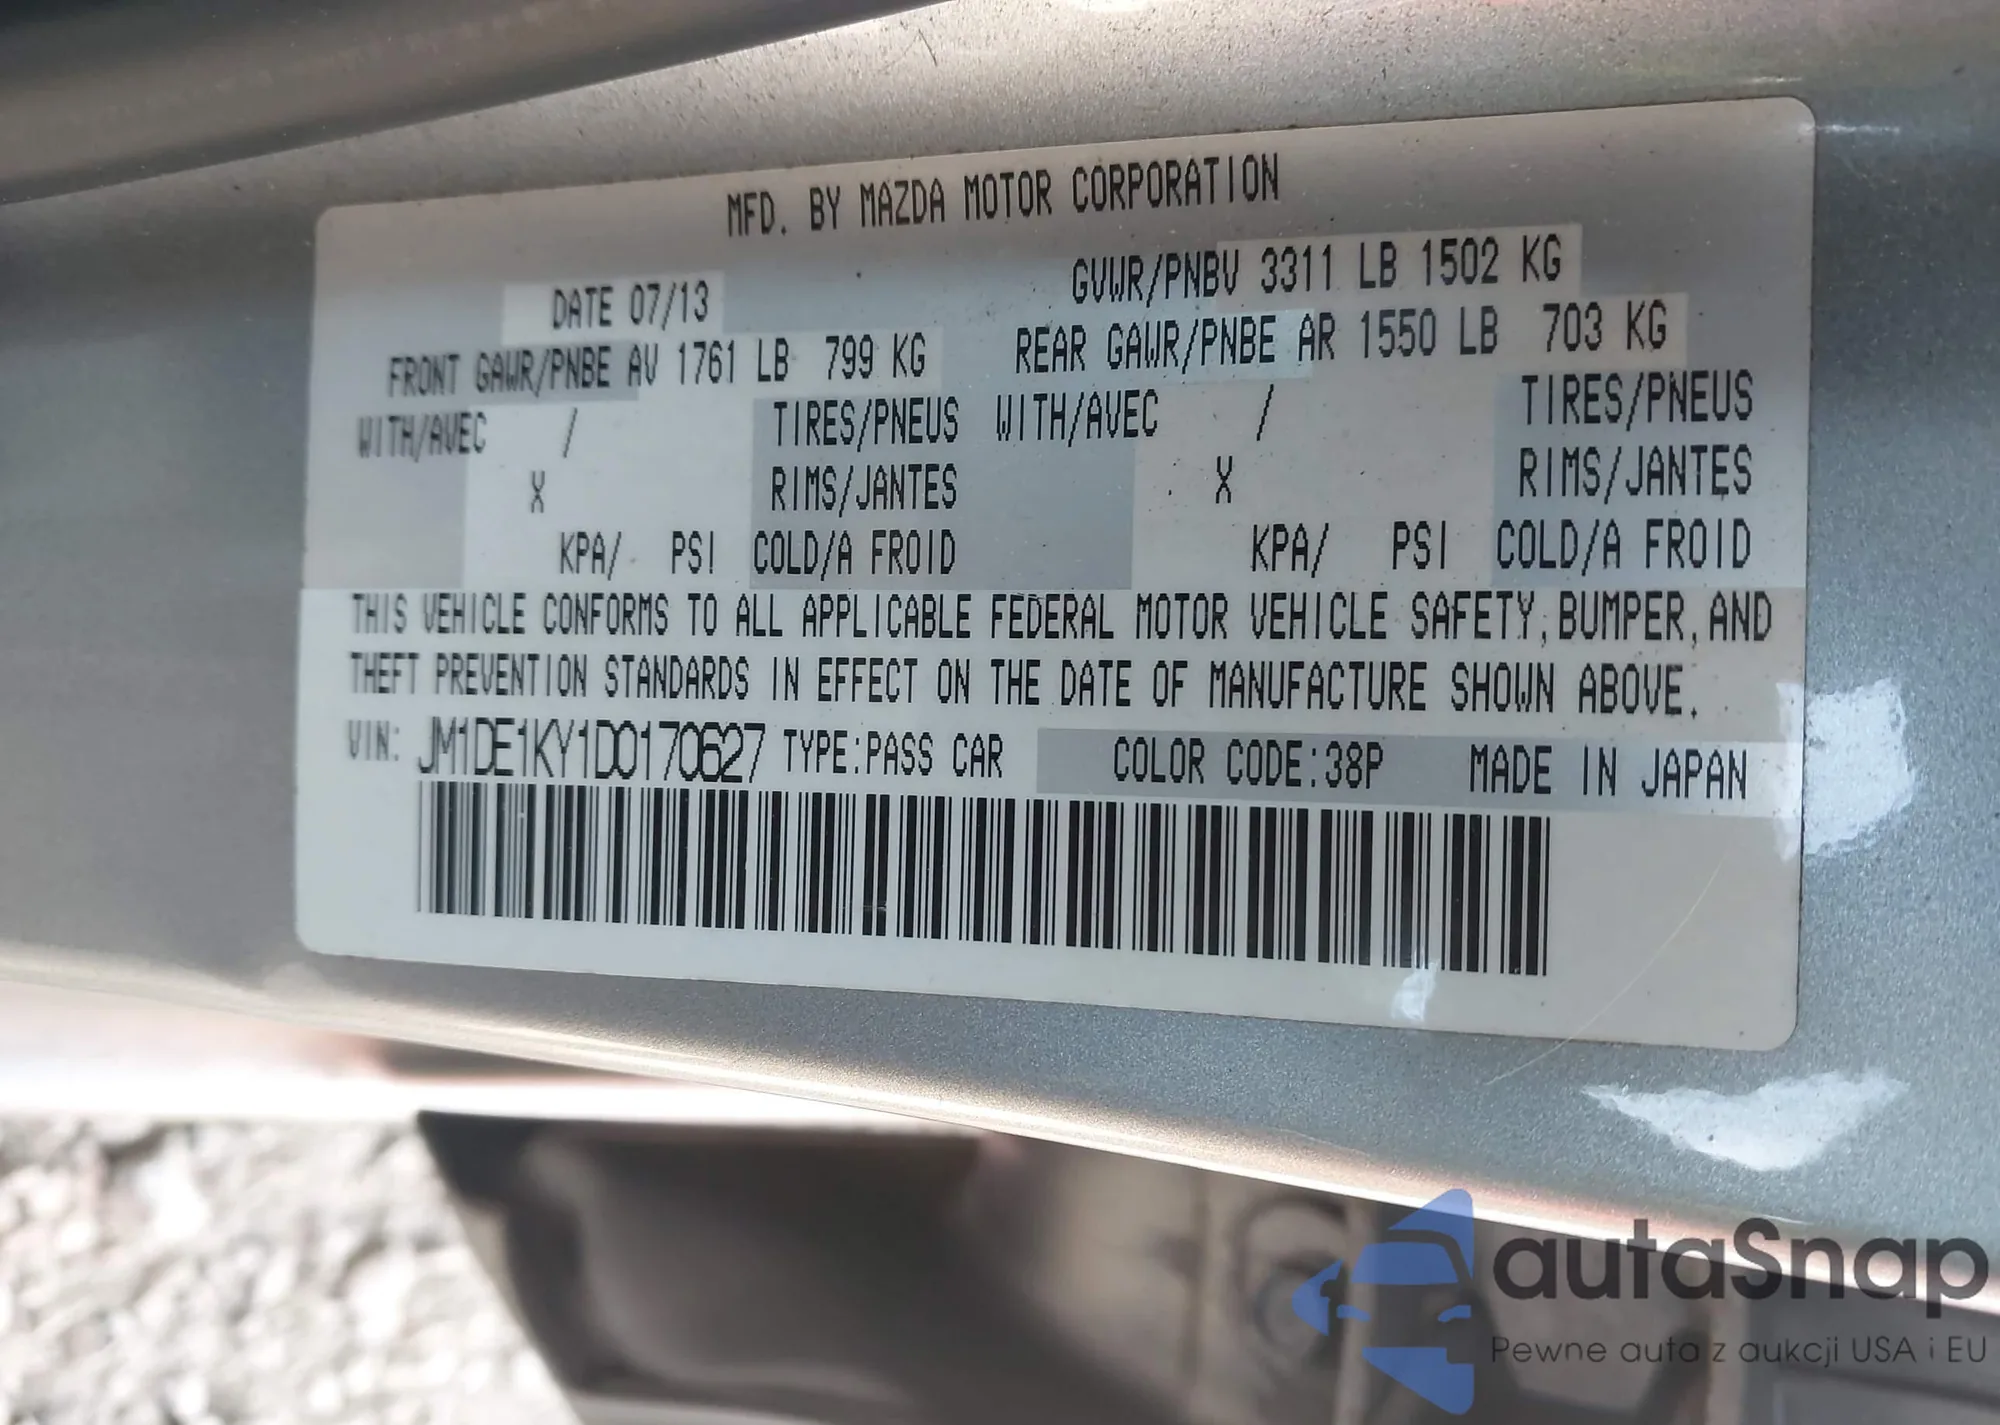 MFD. BY MAZDA MOTOR CORPORATION
DATE 07/13 GVWR/PNBV 3311 LB 1502 KG
FRONT GAWR/PNBE AV 1761 LB 799 KG REAR GAWR/PNBE AR 1550 LB 703 KG
WITH/AVEC / TIRES/PNEUS WITH/AVEC / TIRES/PNEUS
X RIMS/JANTES X RIMS/JANTES
KPA/ PSI COLD/A FROID KPA/ PSI COLD/A FROID
THIS VEHICLE CONFORMS TO ALL APPLICABLE FEDERAL MOTOR VEHICLE SAFETY, BUMPER, AND
THEFT PREVENTION STANDARDS IN EFFECT ON THE DATE OF MANUFACTURE SHOWN ABOVE.
VIN: JM1DE1KY1D0170627 TYPE:PASS CAR COLOR CODE:38P MADE IN JAPAN
autaSnap
Pewne auta z aukcji USA i EU